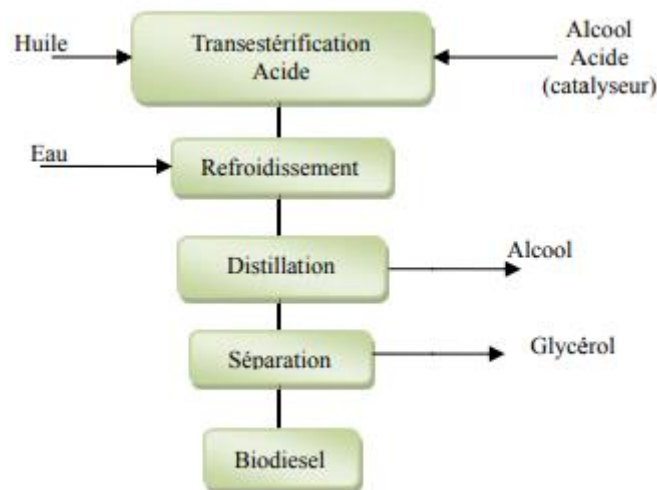 Huile
Transestérification
Acide
Alcool
Acide
(catalyseur)
Eau
Refroidissement
Distillation
Alcool
Séparation
Glycérol
Biodiesel